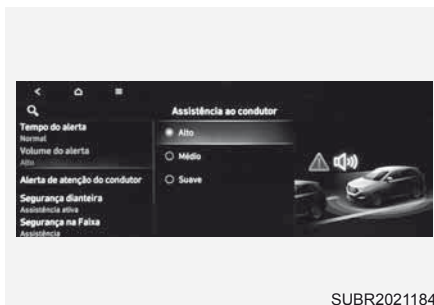 Assistência ao condutor
Tempo do alerta
Normal
Volume do alerta
Alto
Alerta de atenção do condutor
Segurança dianteira
Assistência ativa
Segurança na Faixa
Assistência
Alto
Médio
Suave
SUBR2021184